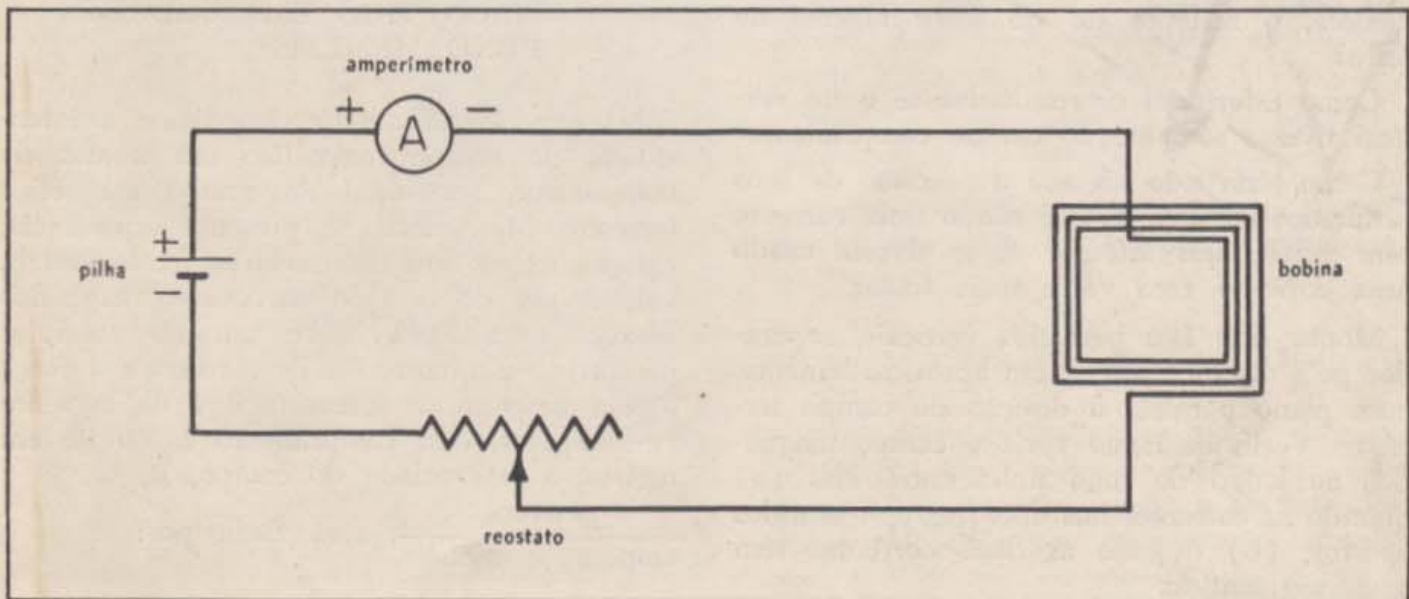 amperímetro
+ A −
+
pilha
−
bobina
reostato